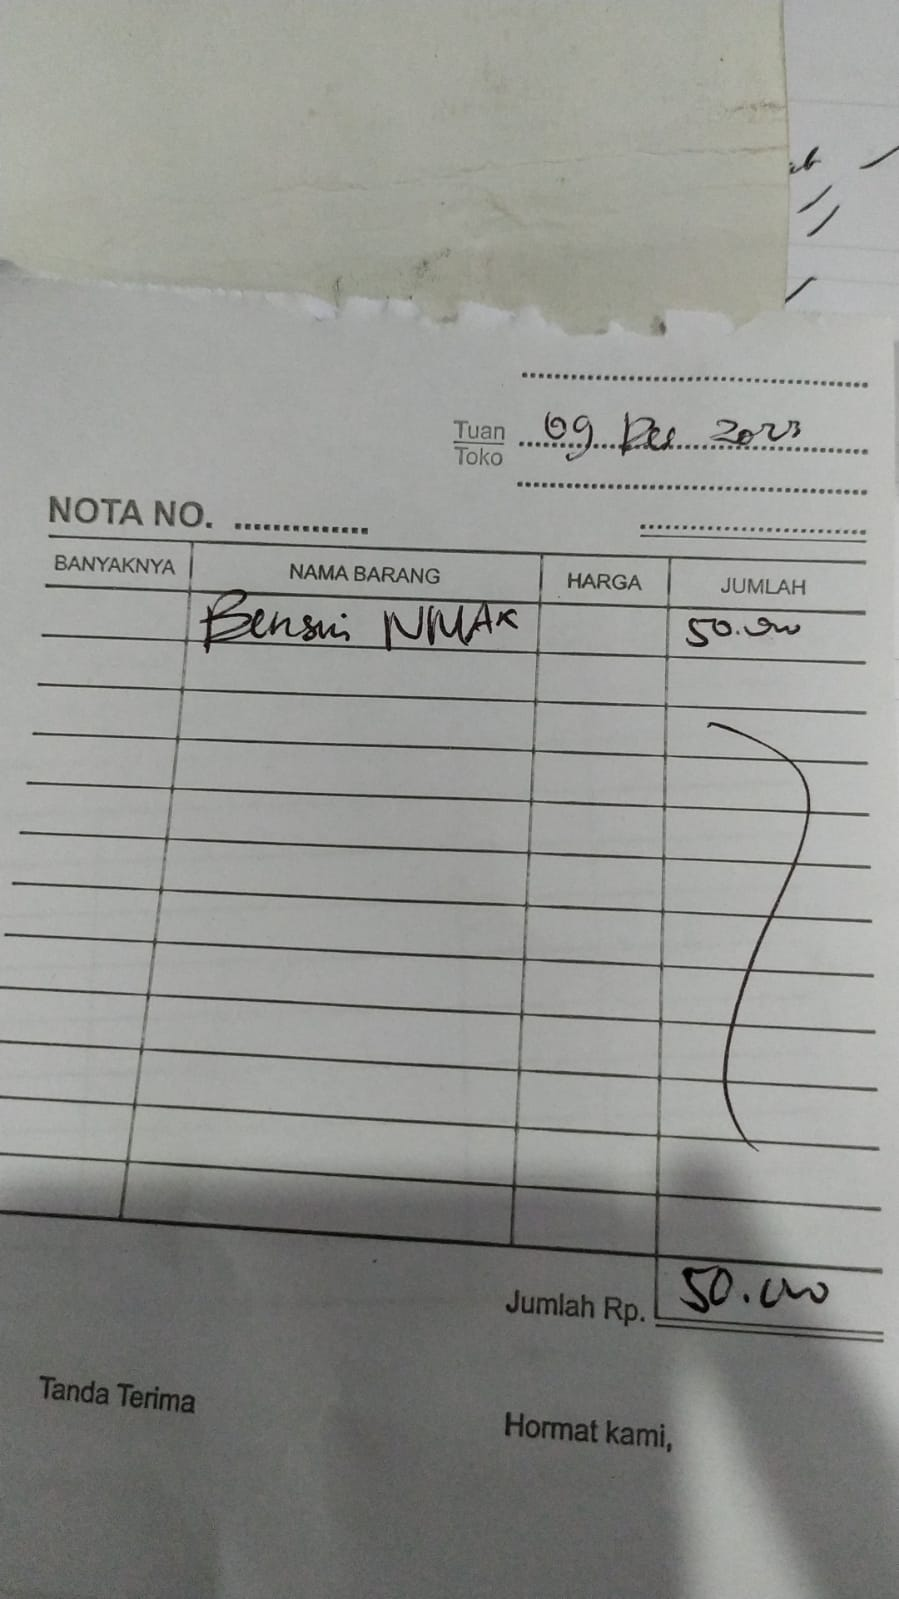 Tuan
Toko
09 Des 2023
NOTA NO.
BANYAKNYA NAMA BARANG HARGA JUMLAH
Bensin NMAX 50.000
Jumlah Rp. 50.000
Tanda Terima
Hormat kami,